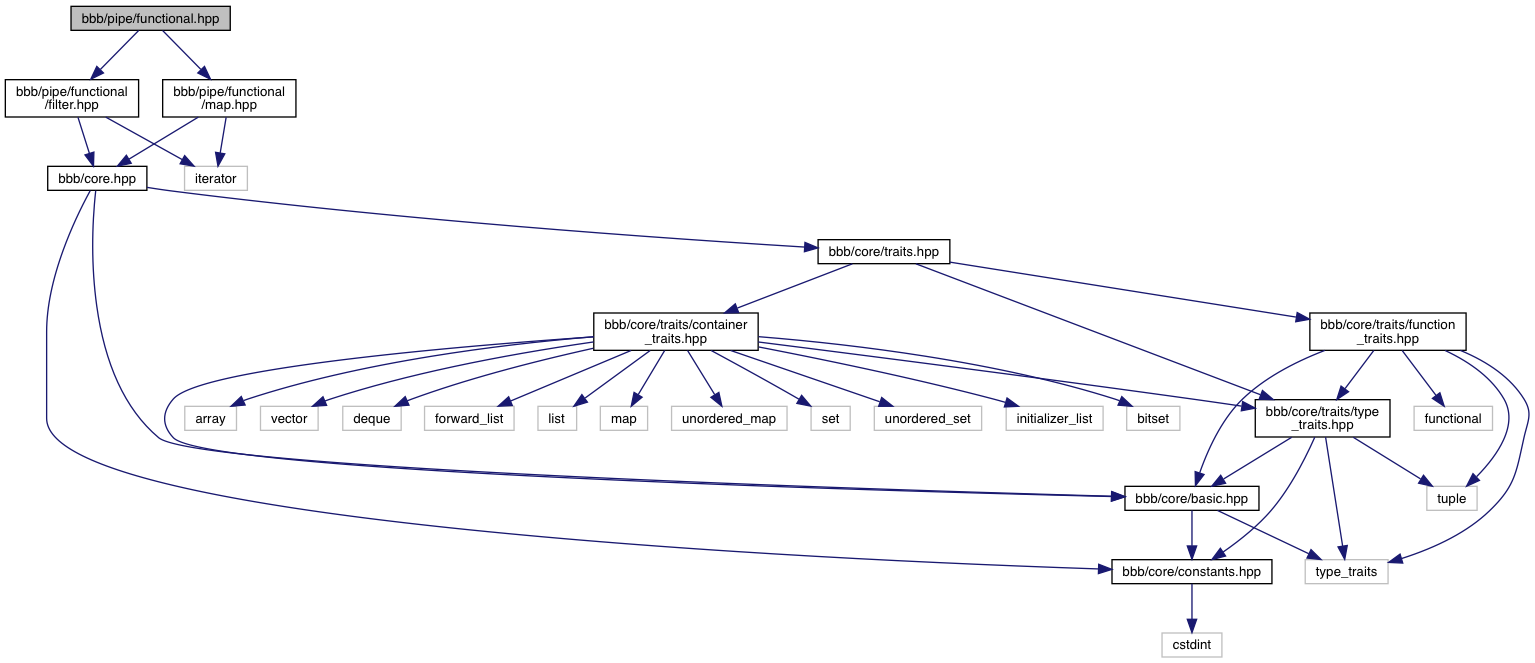 bbb/pipe/functional.hpp
bbb/pipe/functional
/filter.hpp
bbb/pipe/functional
/map.hpp
bbb/core.hpp
iterator
bbb/core/traits.hpp
bbb/core/traits/container
_traits.hpp
bbb/core/traits/function
_traits.hpp
array
vector
deque
forward_list
list
map
unordered_map
set
unordered_set
initializer_list
bitset
bbb/core/traits/type
_traits.hpp
functional
bbb/core/basic.hpp
tuple
bbb/core/constants.hpp
type_traits
cstdint